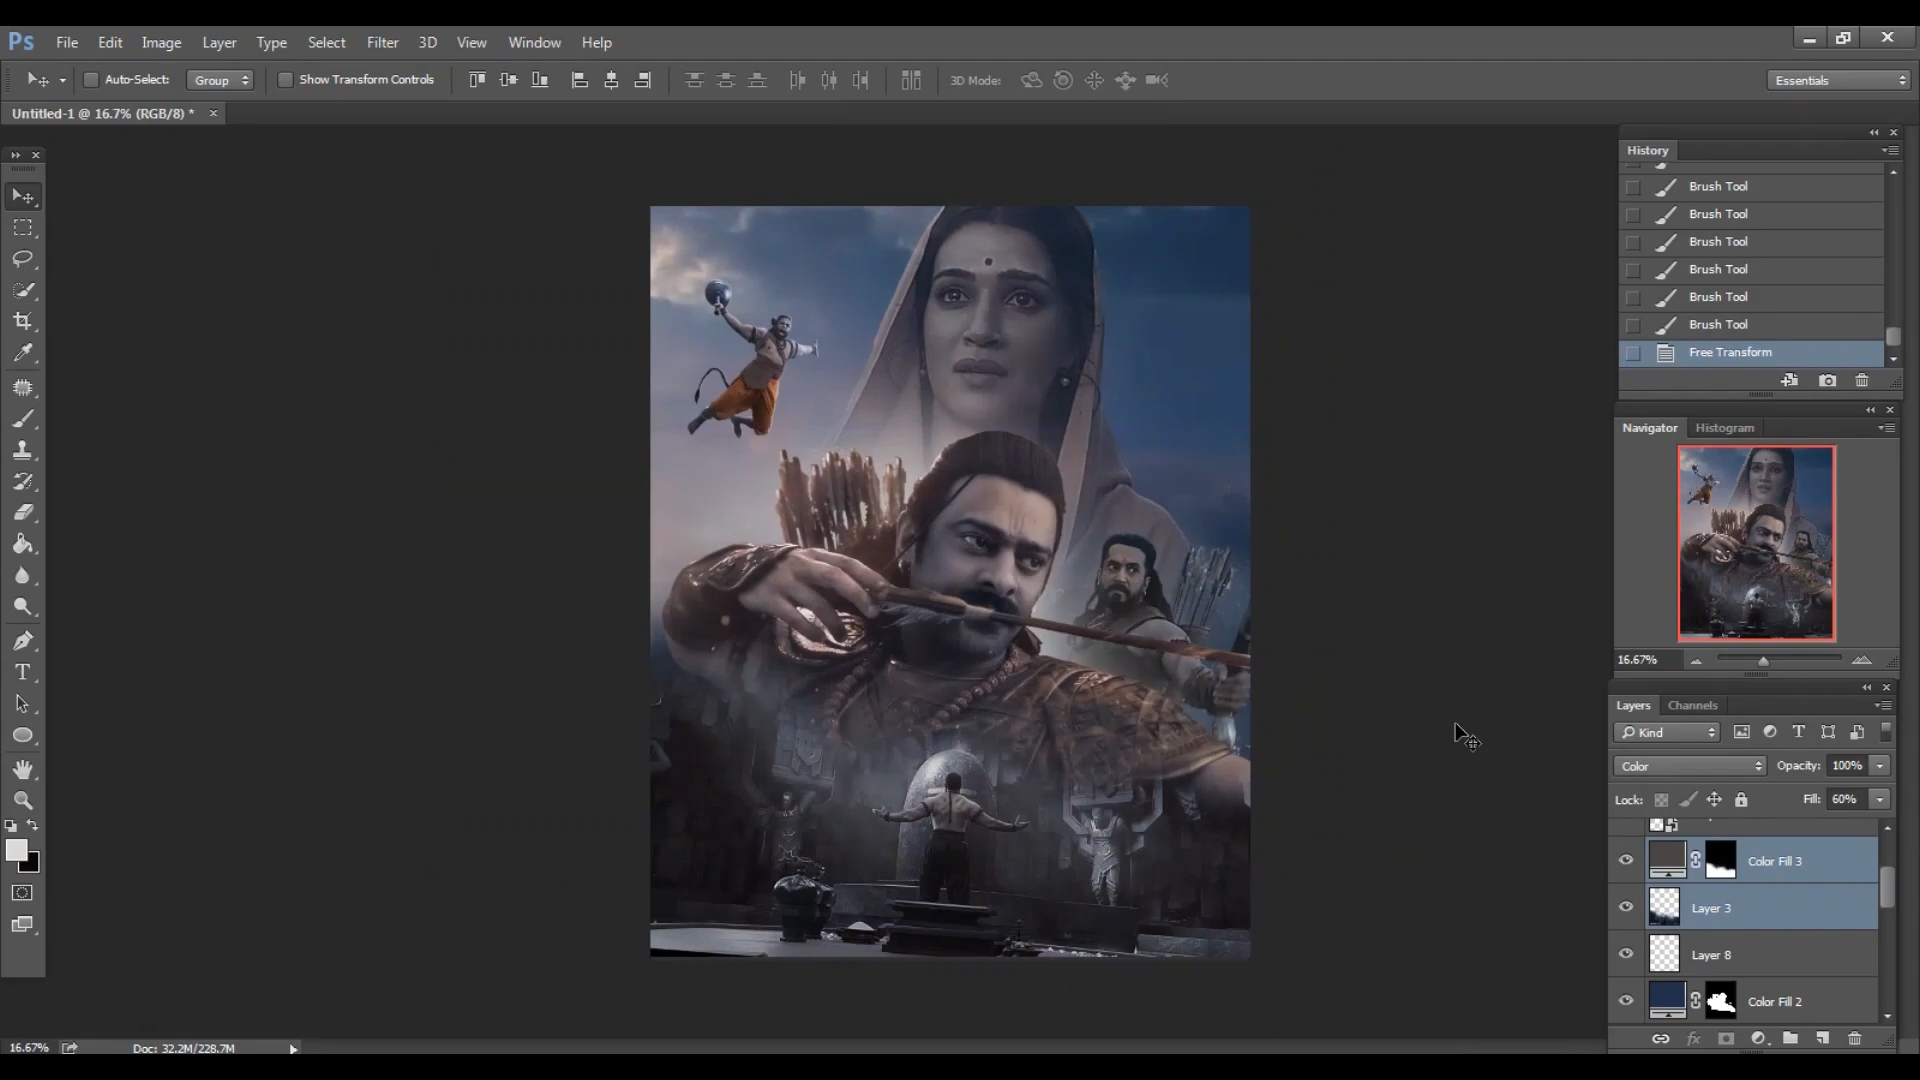 Ps File Edit Image Layer Type Select Filter 3D View Window Help
Auto-Select: Group Show Transform Controls 3D Mode: Essentials
Untitled-1 @ 16.7% (RGB/8) *
History
Brush Tool
Brush Tool
Brush Tool
Brush Tool
Brush Tool
Brush Tool
Free Transform
Navigator Histogram
16.67%
Layers Channels
Kind
Color Opacity: 100%
Lock: Fill: 60%
Color Fill 3
Layer 3
Layer 8
Color Fill 2
16.67% Doc: 32.2M/228.7M